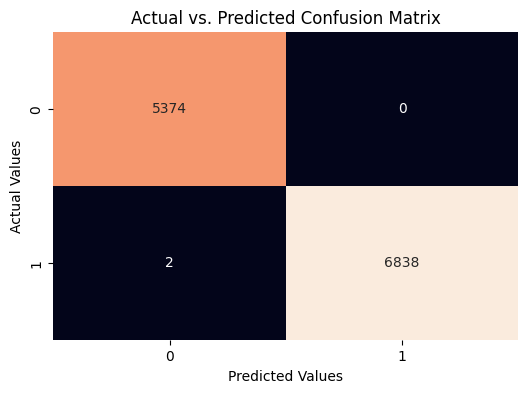 Actual vs. Predicted Confusion Matrix
Actual Values
0
5374
0
1
2
6838
0
1
Predicted Values